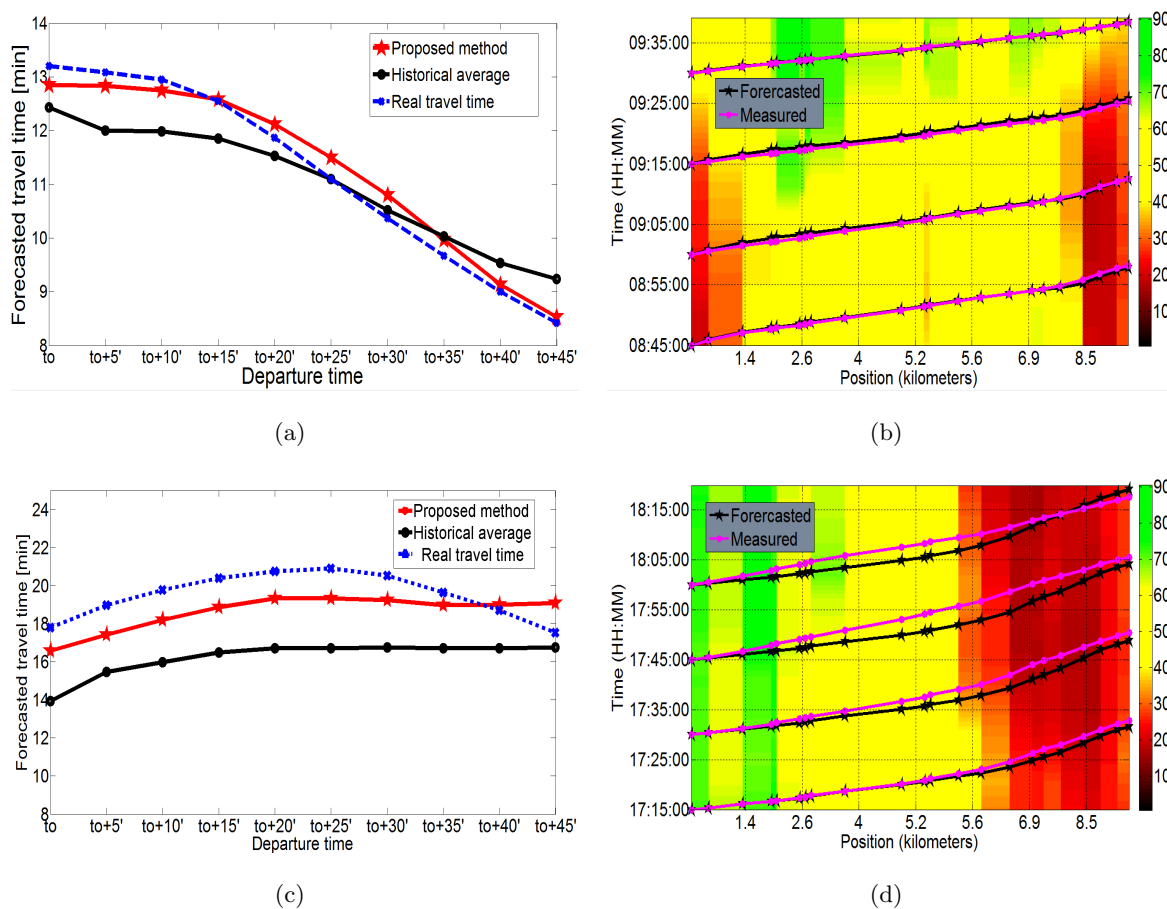 14
13
12
11
10
9
8
Forecasted travel time [min]
Proposed method
Historical average
Real travel time
to to+5' to+10' to+15' to+20' to+25' to+30' to+35' to+40' to+45'
Departure time
(a)
09:35:00
09:25:00
09:15:00
09:05:00
08:55:00
08:45:00
Time (HH:MM)
Forercasted
Measured
1.4 2.6 4 5.2 5.6 6.9 8.5
Position (kilometers)
90
80
70
60
50
40
30
20
10
0
(b)
24
22
20
18
16
14
12
10
8
Forecasted travel time [min]
Proposed method
Historical average
Real travel time
to to+5' to+10' to+15' to+20' to+25' to+30' to+35' to+40' to+45'
Departure time
(c)
18:15:00
18:05:00
17:55:00
17:45:00
17:35:00
17:25:00
17:15:00
Time (HH:MM)
Forercasted
Measured
1.4 2.6 4 5.2 5.6 6.9 8.5
Position (kilometers)
90
80
70
60
50
40
30
20
10
0
(d)